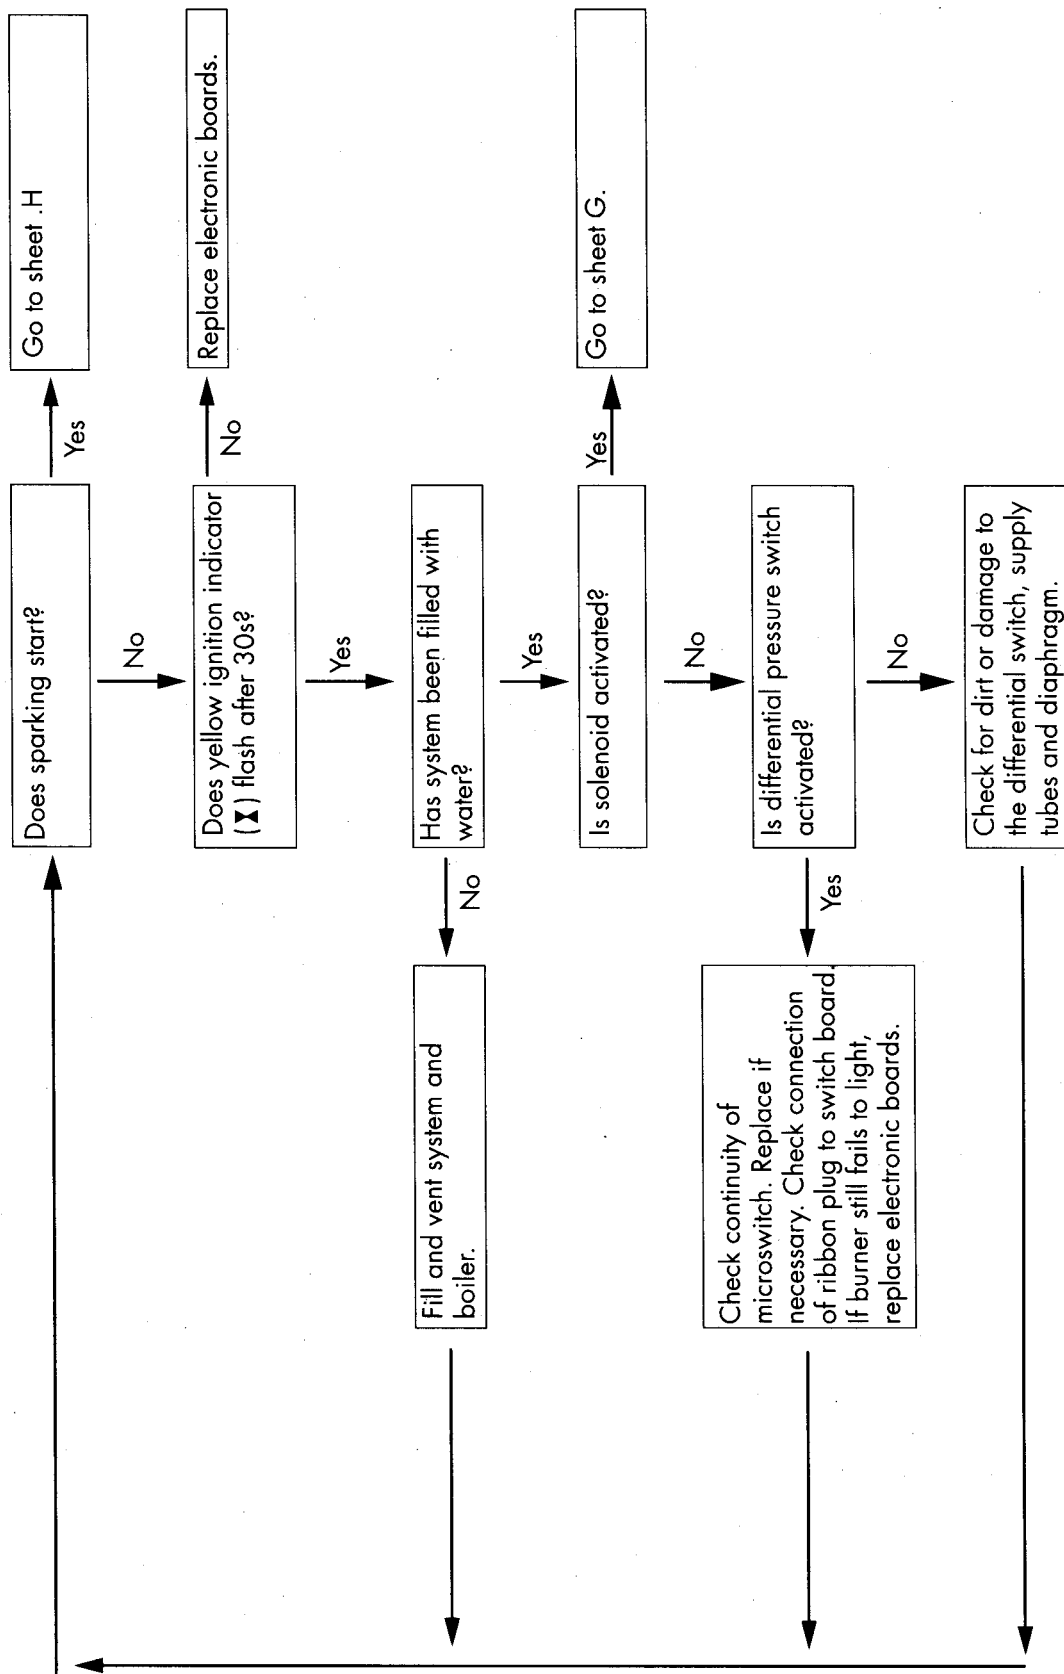 Does sparking start?
Yes
Go to sheet .H
No
Does yellow ignition indicator
(⧗) flash after 30s?
No
Replace electronic boards.
Yes
Has system been filled with
water?
No
Fill and vent system and
boiler.
Yes
Is solenoid activated?
Yes
Go to sheet G.
No
Is differential pressure switch
activated?
Yes
Check continuity of
microswitch. Replace if
necessary. Check connection
of ribbon plug to switch board.
If burner still fails to light,
replace electronic boards.
No
Check for dirt or damage to
the differential switch, supply
tubes and diaphragm.